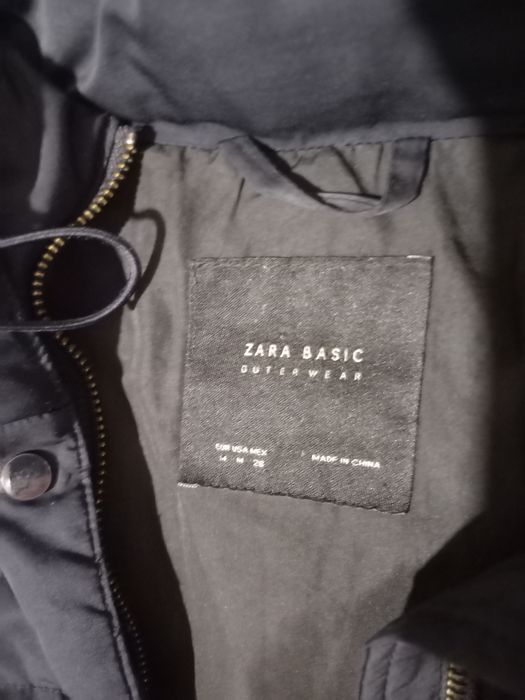 ZARA BASIC
OUTERWEAR
EUR USA MEX
M M 28
MADE IN CHINA